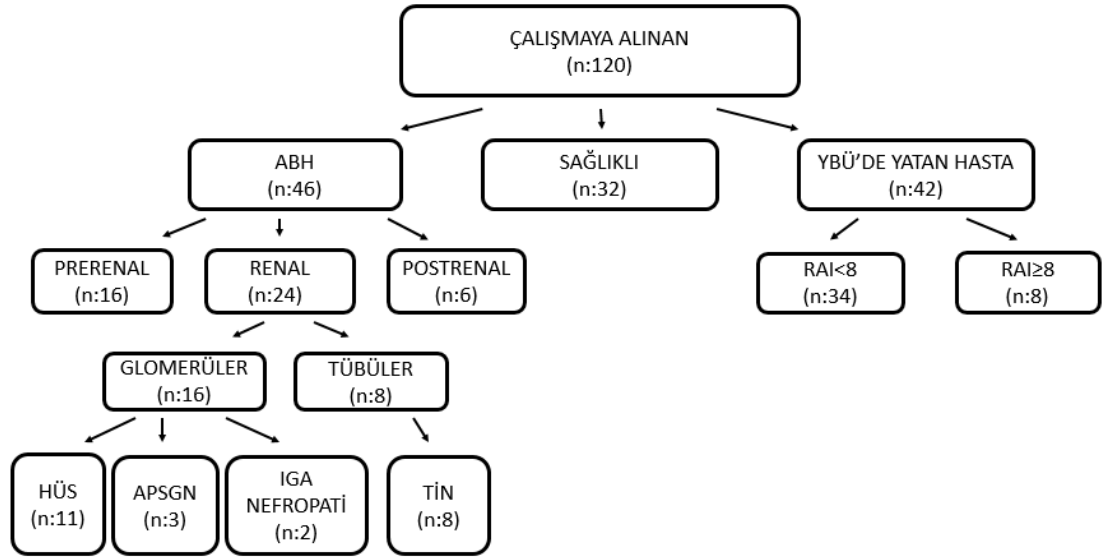 ÇALIŞMAYA ALINAN
(n:120)
ABH
(n:46)
SAĞLIKLI
(n:32)
YBÜ’DE YATAN HASTA
(n:42)
PRERENAL
(n:16)
RENAL
(n:24)
POSTRENAL
(n:6)
RAI<8
(n:34)
RAI≥8
(n:8)
GLOMERÜLER
(n:16)
TÜBÜLER
(n:8)
HÜS
(n:11)
APSGN
(n:3)
IGA
NEFROPATİ
(n:2)
TİN
(n:8)